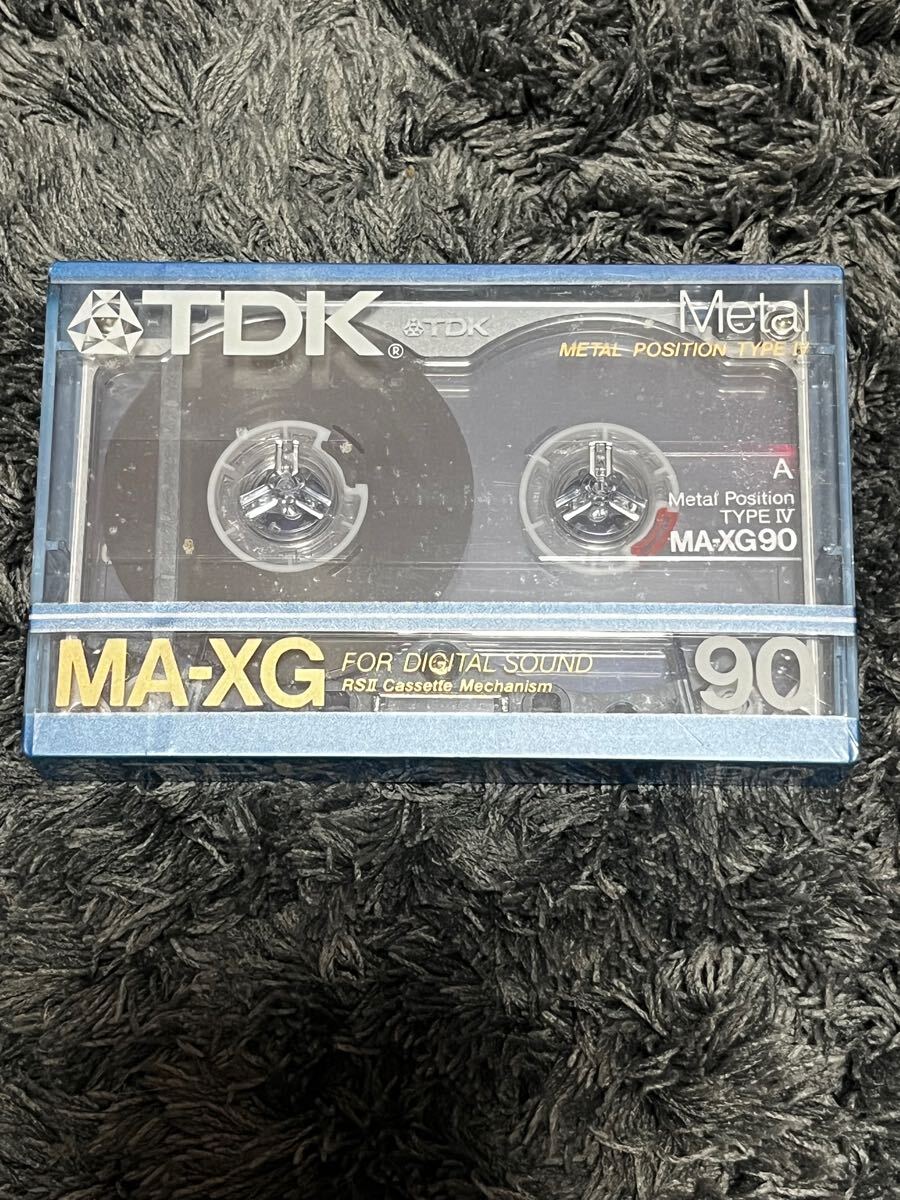 TDK®
TDK
Metal
METAL POSITION TYPE IV
A
Metal Position
TYPE IV
MA-XG90
MA-XG
FOR DIGITAL SOUND
RSII Cassette Mechanism
90